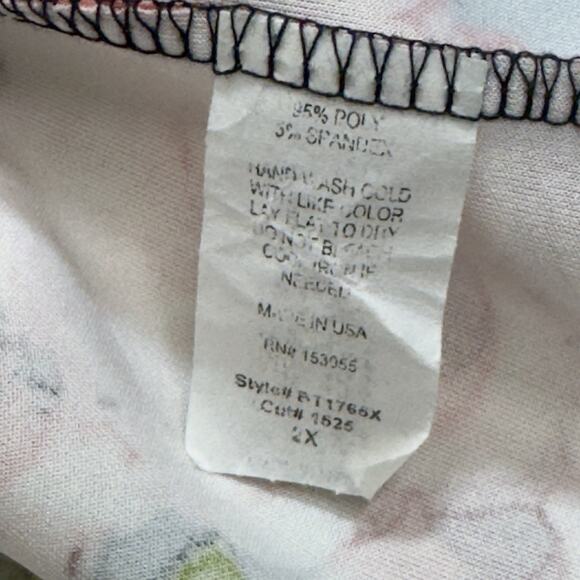 95% POLY
5% SPANDEX
HAND WASH COLD
WITH LIKE COLOR
LAY FLAT TO DRY
DO NOT BLEACH
COOL IRON IF
NEEDED
MADE IN USA
RN# 153055
Style# BT1765X
Cut# 1525
2X